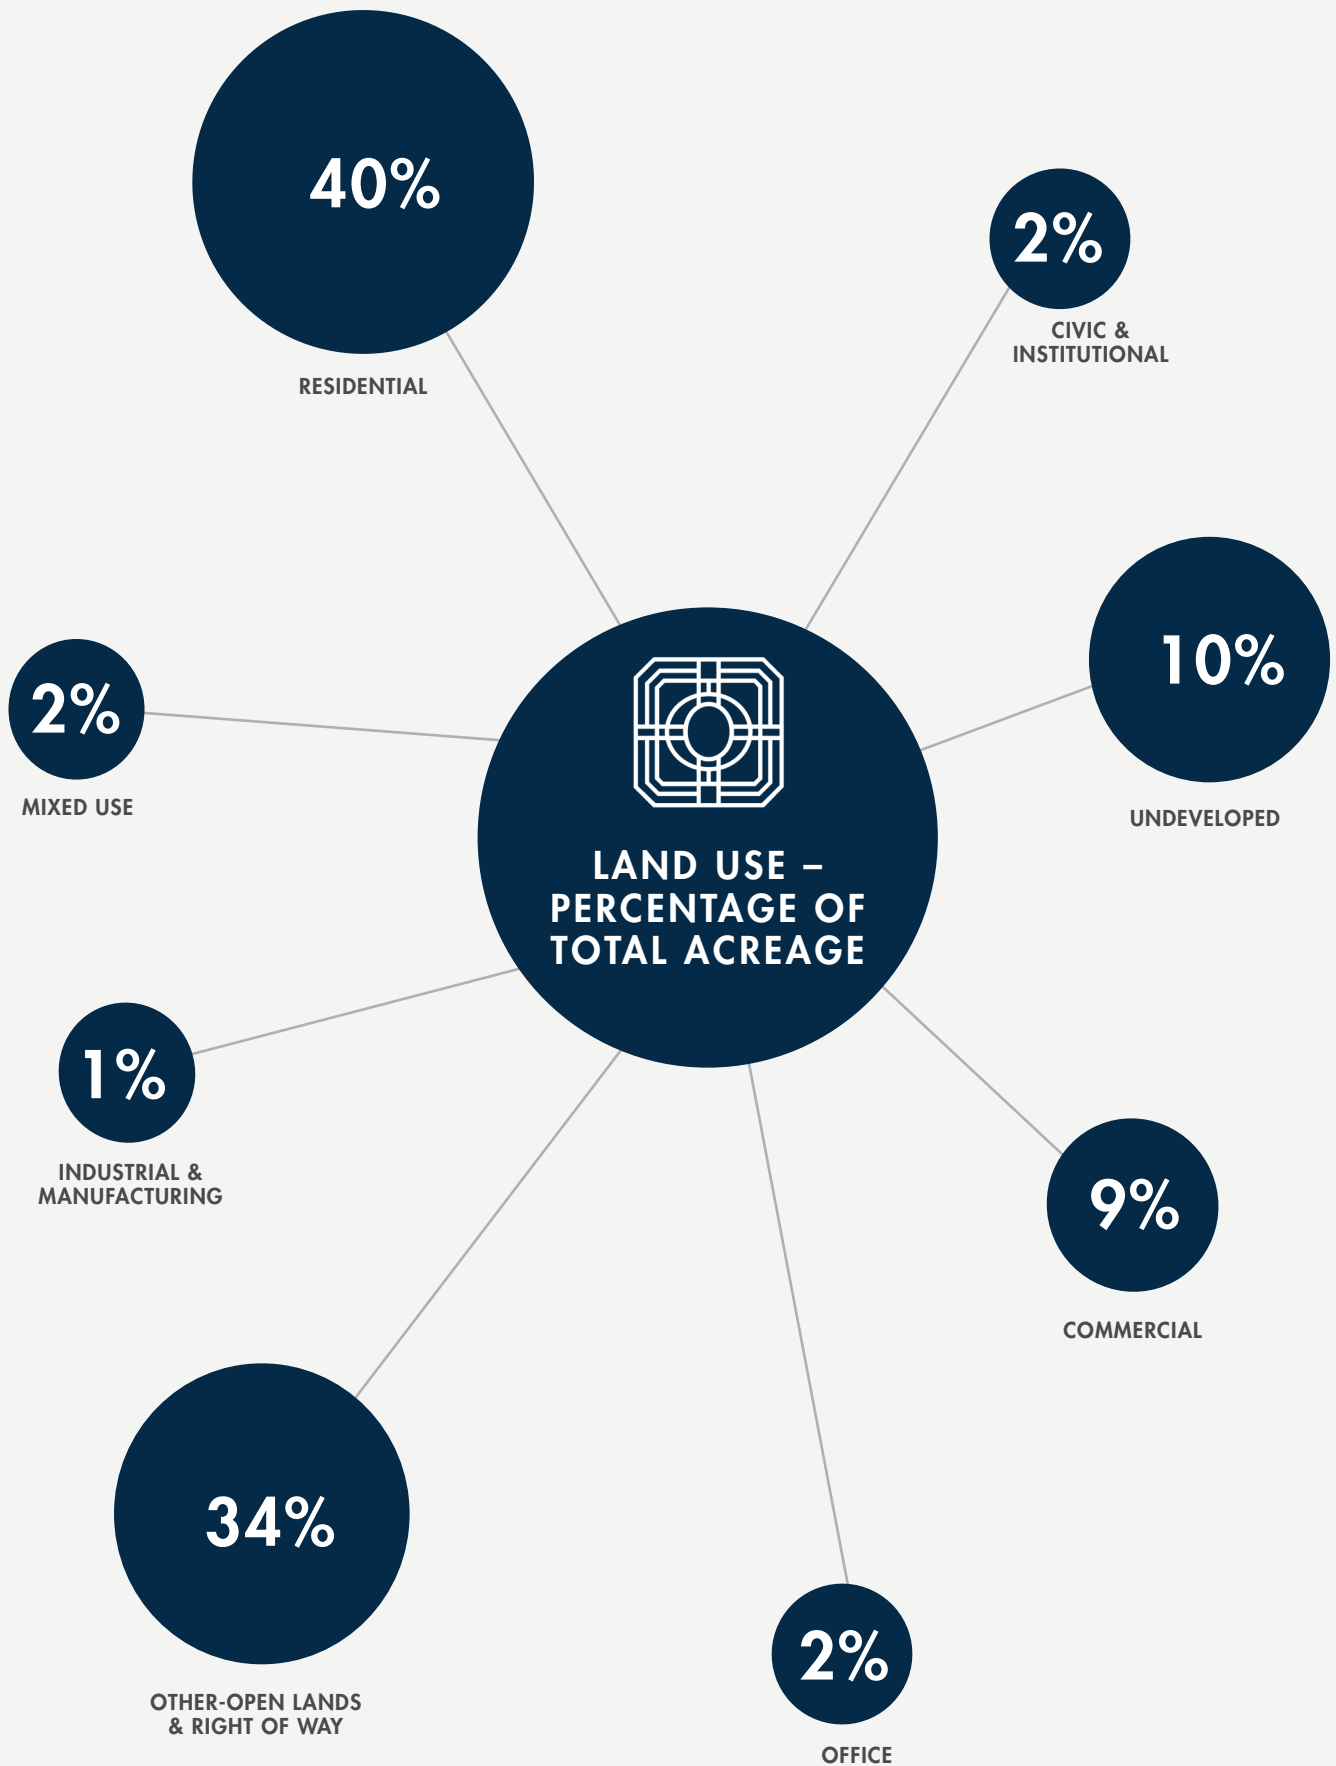 40%
RESIDENTIAL
2%
CIVIC &
INSTITUTIONAL
10%
UNDEVELOPED
2%
MIXED USE
LAND USE –
PERCENTAGE OF
TOTAL ACREAGE
1%
INDUSTRIAL &
MANUFACTURING
9%
COMMERCIAL
34%
OTHER-OPEN LANDS
& RIGHT OF WAY
2%
OFFICE